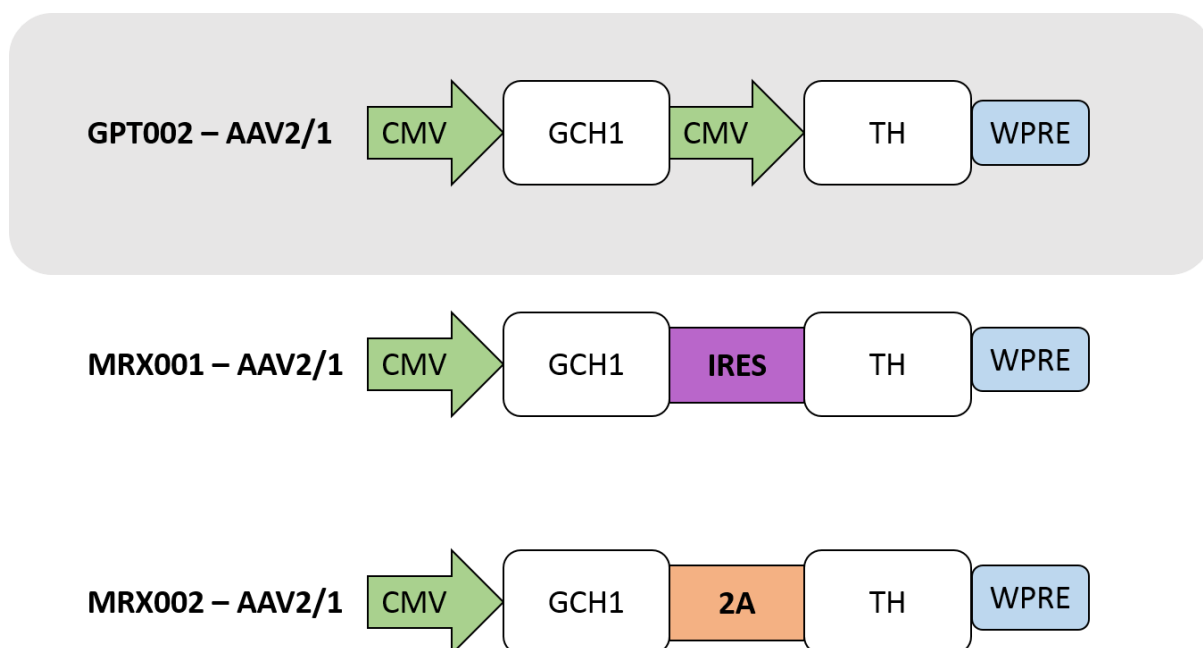 GPT002 – AAV2/1 CMV GCH1 CMV TH WPRE
MRX001 – AAV2/1 CMV GCH1 IRES TH WPRE
MRX002 – AAV2/1 CMV GCH1 2A TH WPRE